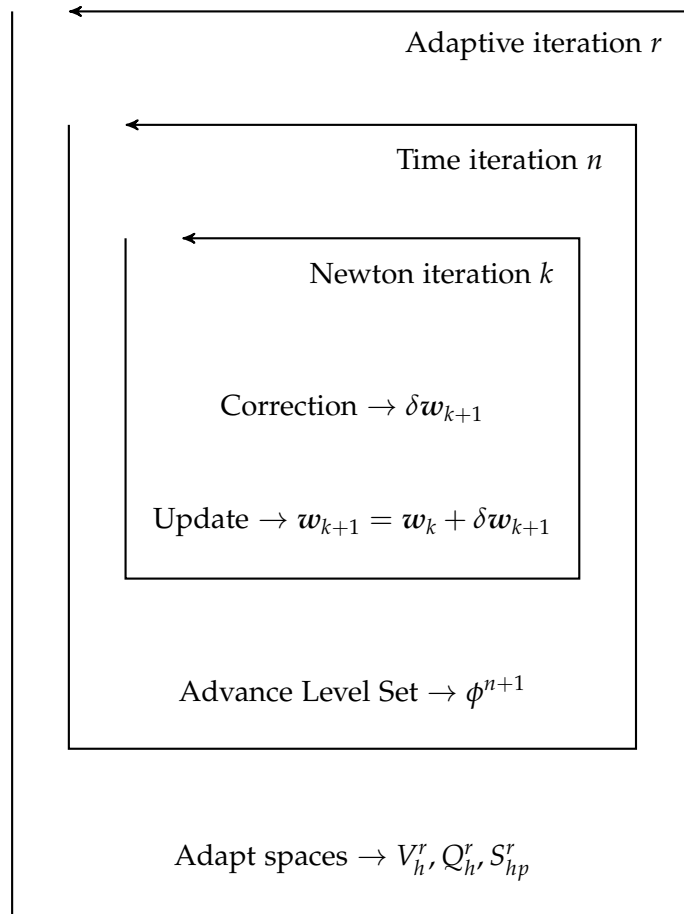 Adaptive iteration r
Time iteration n
Newton iteration k
Correction → δw_{k+1}
Update → w_{k+1} = w_k + δw_{k+1}
Advance Level Set → ϕ^{n+1}
Adapt spaces → V_h^r, Q_h^r, S_{hp}^r